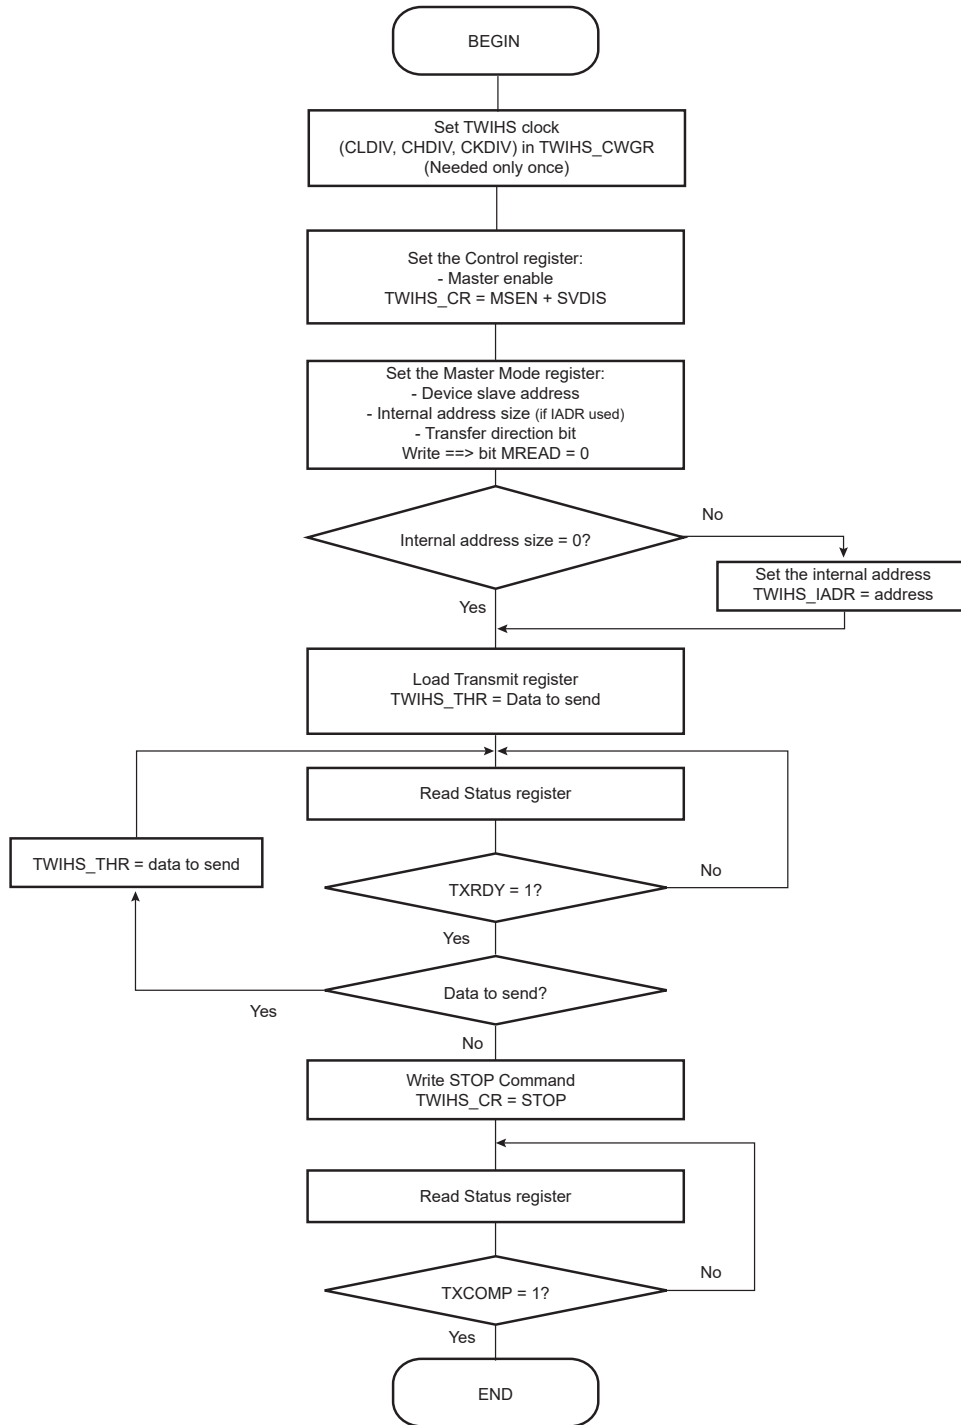 BEGIN
Set TWIHS clock
(CLDIV, CHDIV, CKDIV) in TWIHS_CWGR
(Needed only once)
Set the Control register:
- Master enable
TWIHS_CR = MSEN + SVDIS
Set the Master Mode register:
- Device slave address
- Internal address size (if IADR used)
- Transfer direction bit
Write ==> bit MREAD = 0
No
Internal address size = 0?
Set the internal address
TWIHS_IADR = address
Yes
Load Transmit register
TWIHS_THR = Data to send
Read Status register
TWIHS_THR = data to send
No
TXRDY = 1?
Yes
Data to send?
Yes
No
Write STOP Command
TWIHS_CR = STOP
Read Status register
No
TXCOMP = 1?
Yes
END